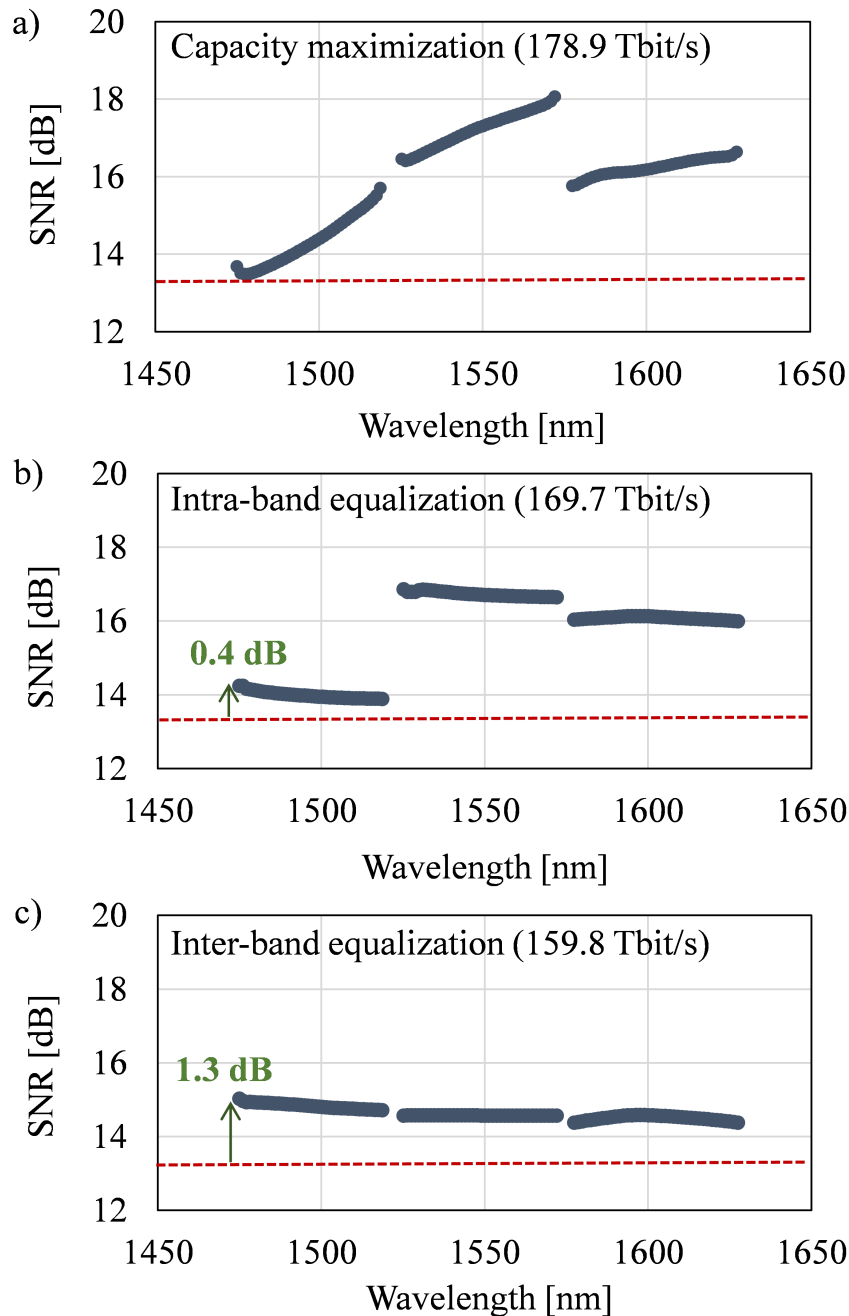 a)
Capacity maximization (178.9 Tbit/s)
SNR [dB]
20
18
16
14
12
1450 1500 1550 1600 1650
Wavelength [nm]
b)
Intra-band equalization (169.7 Tbit/s)
SNR [dB]
20
18
16
14
12
0.4 dB
1450 1500 1550 1600 1650
Wavelength [nm]
c)
Inter-band equalization (159.8 Tbit/s)
SNR [dB]
20
18
16
14
12
1.3 dB
1450 1500 1550 1600 1650
Wavelength [nm]